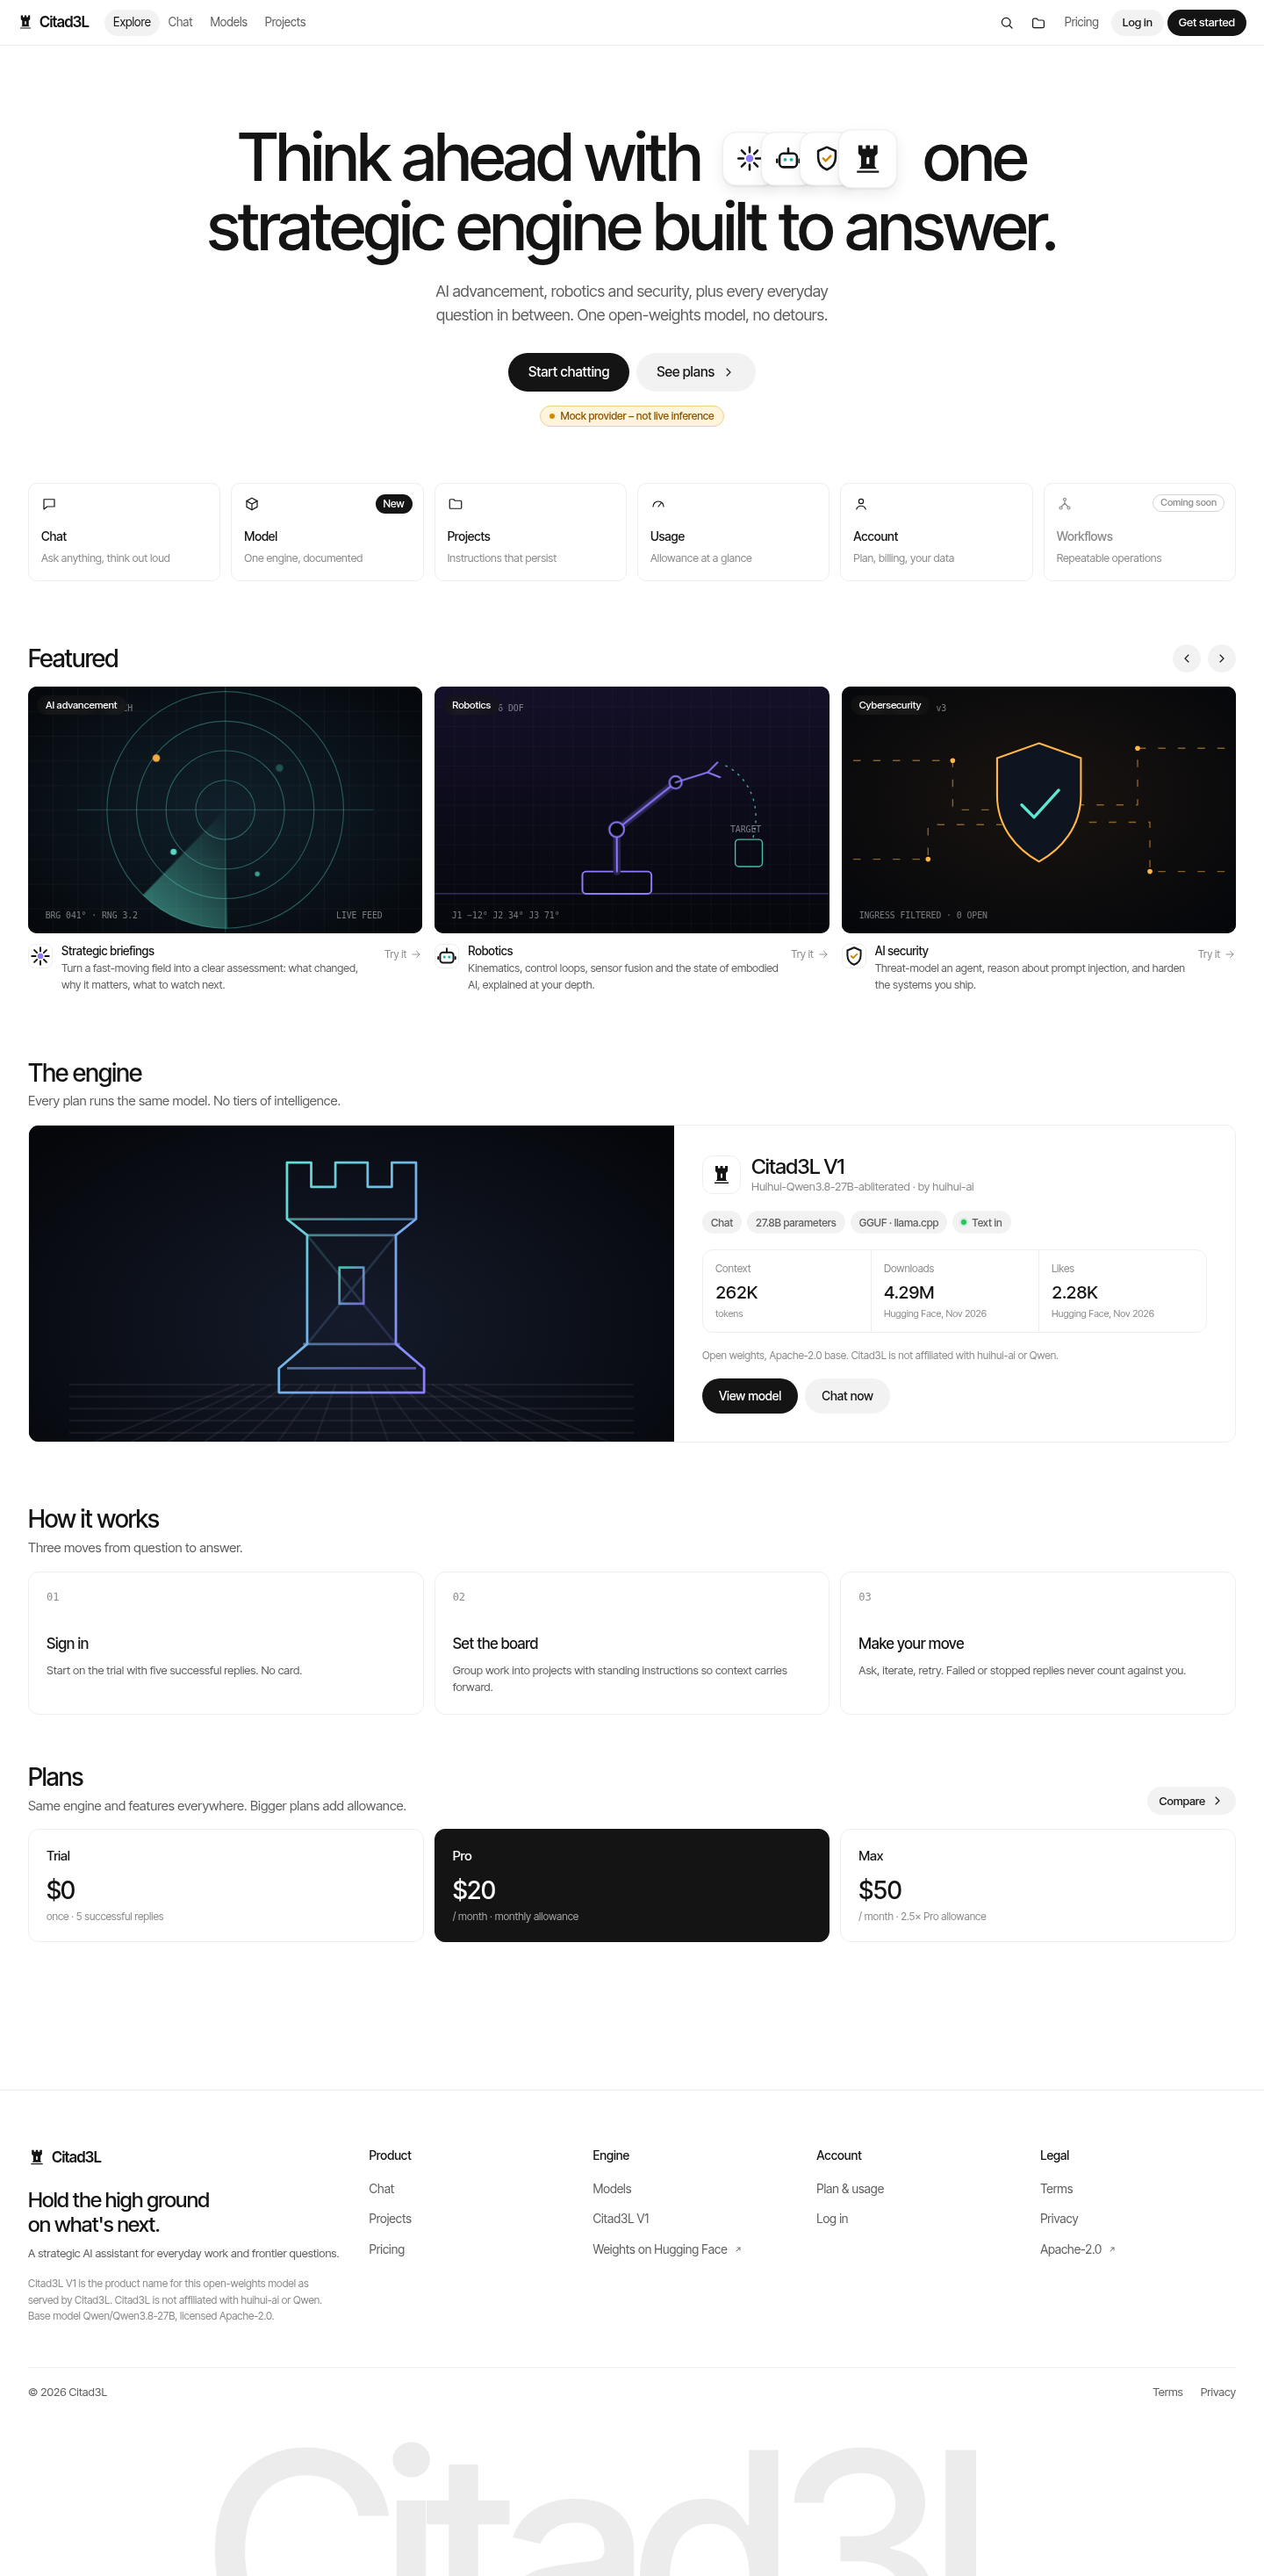 Citad3L
Explore
Chat
Models
Projects
Pricing
Log in
Get started
Think ahead with one
strategic engine built to answer.
AI advancement, robotics and security, plus every everyday
question in between. One open-weights model, no detours.
Start chatting
See plans
Mock provider – not live inference
Chat
Ask anything, think out loud
New
Model
One engine, documented
Projects
Instructions that persist
Usage
Allowance at a glance
Account
Plan, billing, your data
Coming soon
Workflows
Repeatable operations
Featured
AI advancement
BRG 041° · RNG 3.2
LIVE FEED
Strategic briefings
Try it
Turn a fast-moving field into a clear assessment: what changed,
why it matters, what to watch next.
Robotics
DOF
TARGET
J1 −12° J2 34° J3 71°
Robotics
Try it
Kinematics, control loops, sensor fusion and the state of embodied
AI, explained at your depth.
Cybersecurity
v3
INGRESS FILTERED · 0 OPEN
AI security
Try it
Threat-model an agent, reason about prompt injection, and harden
the systems you ship.
The engine
Every plan runs the same model. No tiers of intelligence.
Citad3L V1
Huihui-Qwen3.8-27B-abliterated · by huihui-ai
Chat
27.8B parameters
GGUF · llama.cpp
Text in
Context
262K
tokens
Downloads
4.29M
Hugging Face, Nov 2026
Likes
2.28K
Hugging Face, Nov 2026
Open weights, Apache-2.0 base. Citad3L is not affiliated with huihui-ai or Qwen.
View model
Chat now
How it works
Three moves from question to answer.
01
Sign in
Start on the trial with five successful replies. No card.
02
Set the board
Group work into projects with standing instructions so context carries
forward.
03
Make your move
Ask, iterate, retry. Failed or stopped replies never count against you.
Plans
Same engine and features everywhere. Bigger plans add allowance.
Compare
Trial
$0
once · 5 successful replies
Pro
$20
/ month · monthly allowance
Max
$50
/ month · 2.5× Pro allowance
Citad3L
Hold the high ground
on what's next.
A strategic AI assistant for everyday work and frontier questions.
Citad3L V1 is the product name for this open-weights model as
served by Citad3L. Citad3L is not affiliated with huihui-ai or Qwen.
Base model Qwen/Qwen3.8-27B, licensed Apache-2.0.
Product
Chat
Projects
Pricing
Engine
Models
Citad3L V1
Weights on Hugging Face
Account
Plan & usage
Log in
Legal
Terms
Privacy
Apache-2.0
© 2026 Citad3L
Terms
Privacy
Citad3L